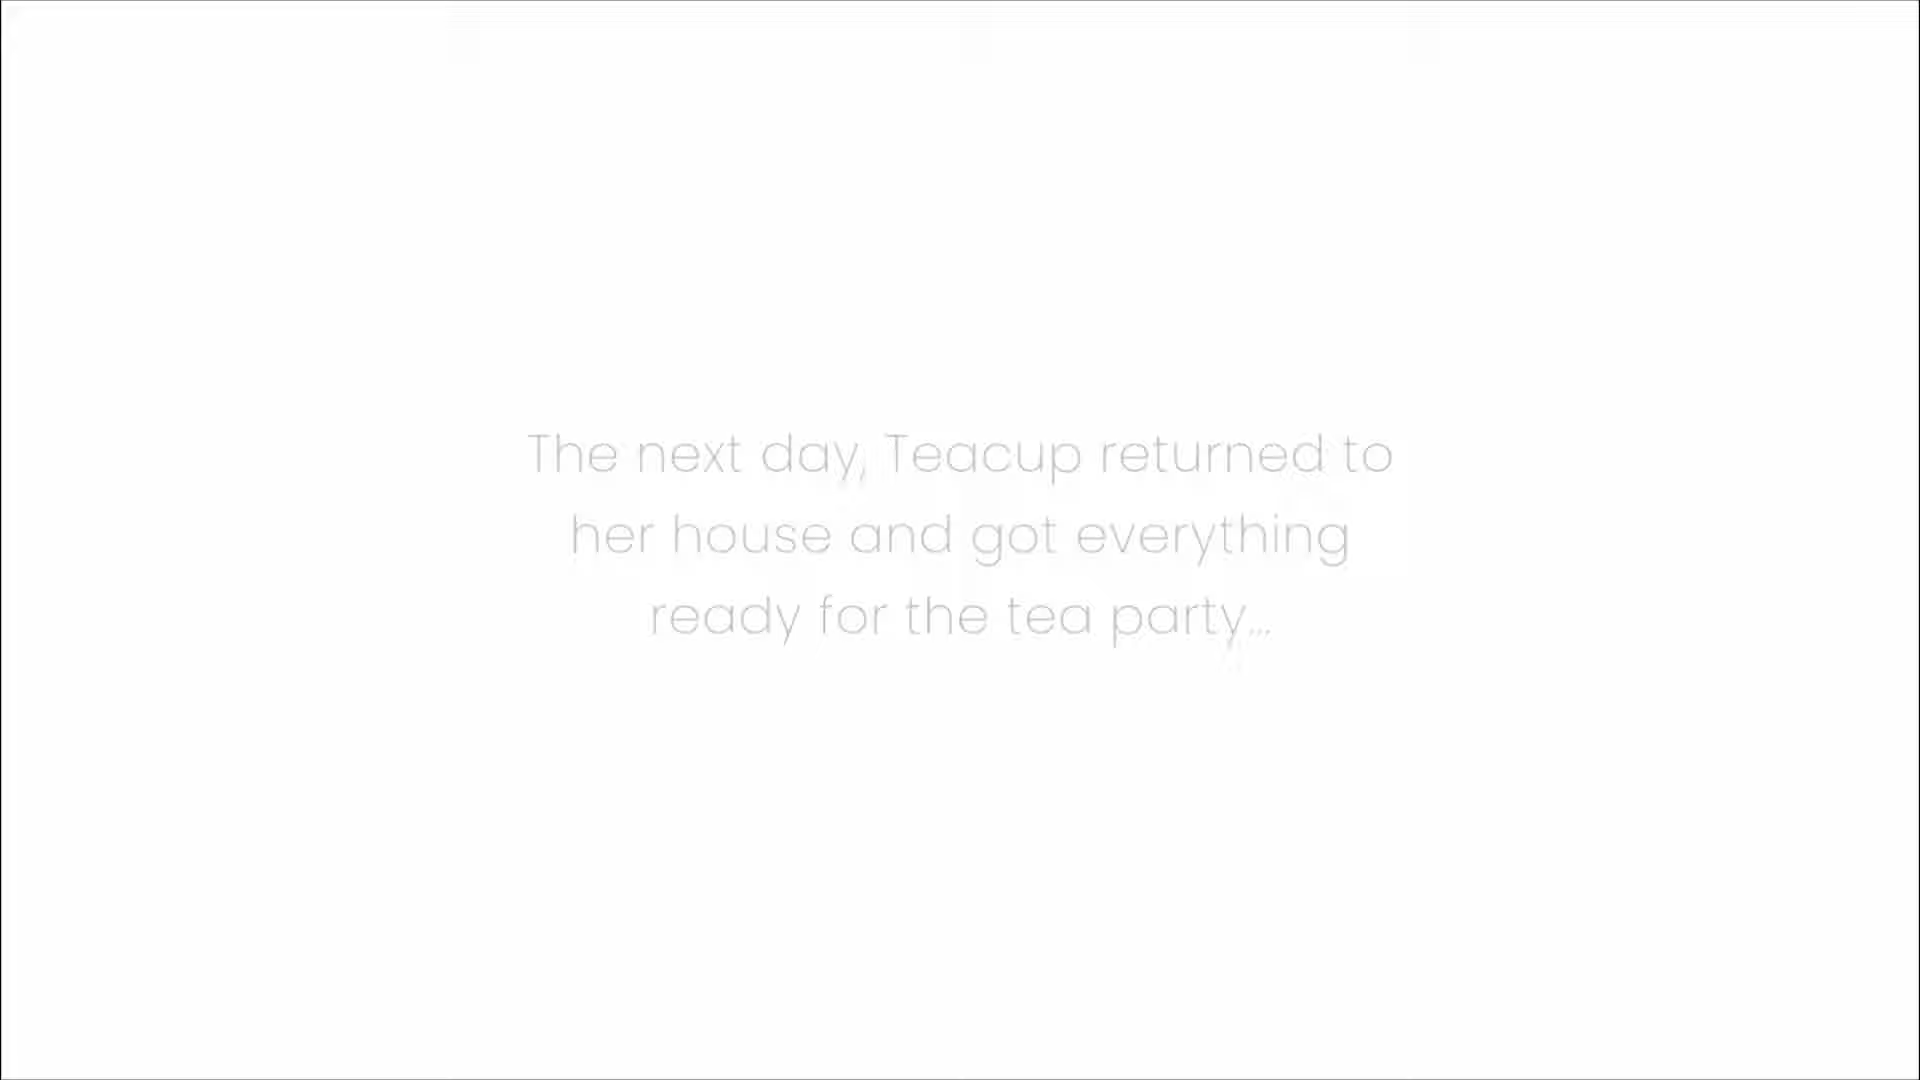 The next day, Teacup returned to
her house and got everything
ready for the tea party...